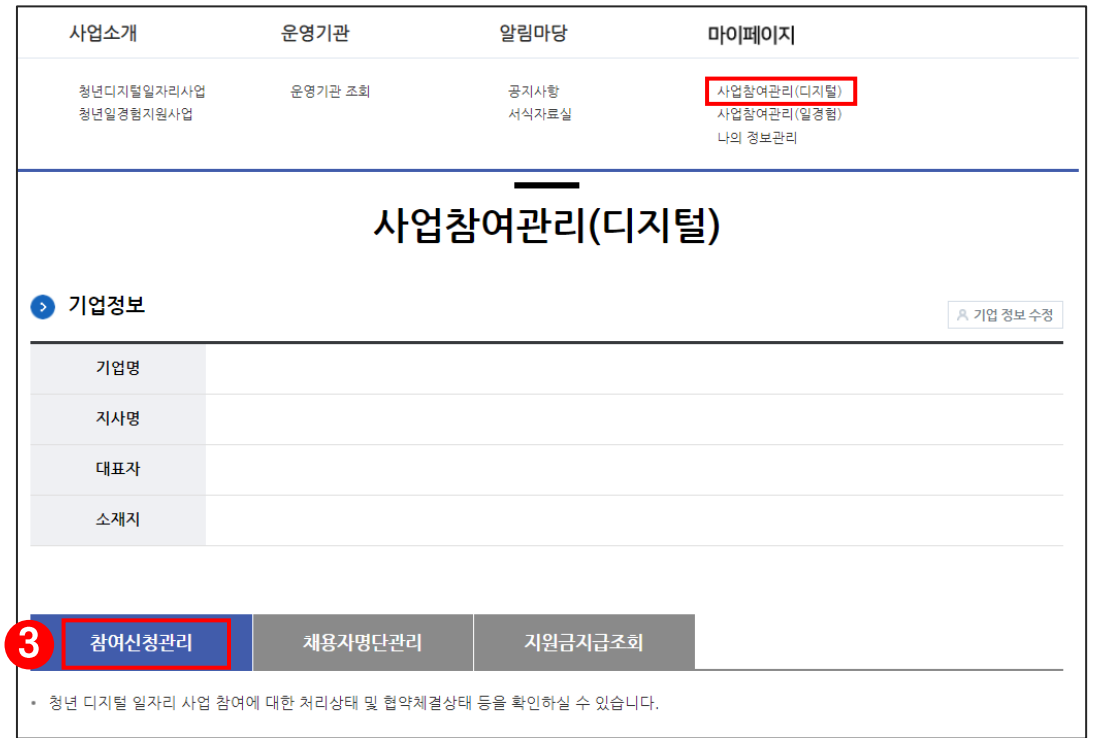 사업소개 운영기관 알림마당 마이페이지
청년디지털일자리사업 운영기관 조회 공지사항 사업참여관리(디지털)
청년일경험지원사업 서식자료실 사업참여관리(일경험)
나의 정보관리
사업참여관리(디지털)
기업정보 기업 정보 수정
기업명
지사명
대표자
소재지
3 참여신청관리 채용자명단관리 지원금지급조회
• 청년 디지털 일자리 사업 참여에 대한 처리상태 및 협약체결상태 등을 확인하실 수 있습니다.